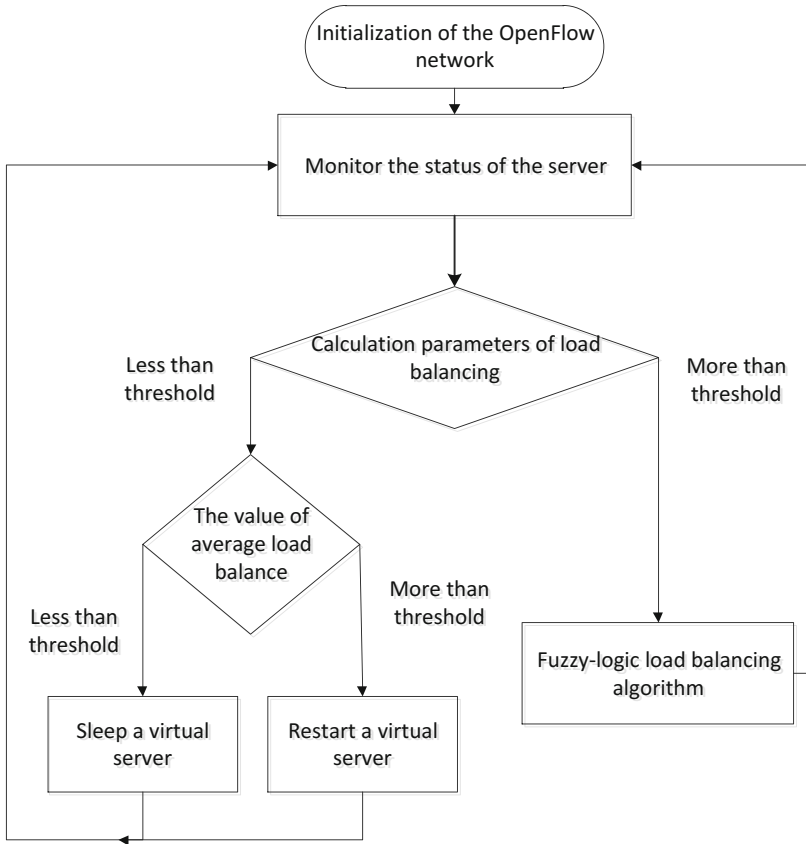 Initialization of the OpenFlow
network
Monitor the status of the server
Calculation parameters of load
balancing
Less than
threshold
More than
threshold
The value of
average load
balance
Less than
threshold
More than
threshold
Fuzzy-logic load balancing
algorithm
Sleep a virtual
server
Restart a virtual
server